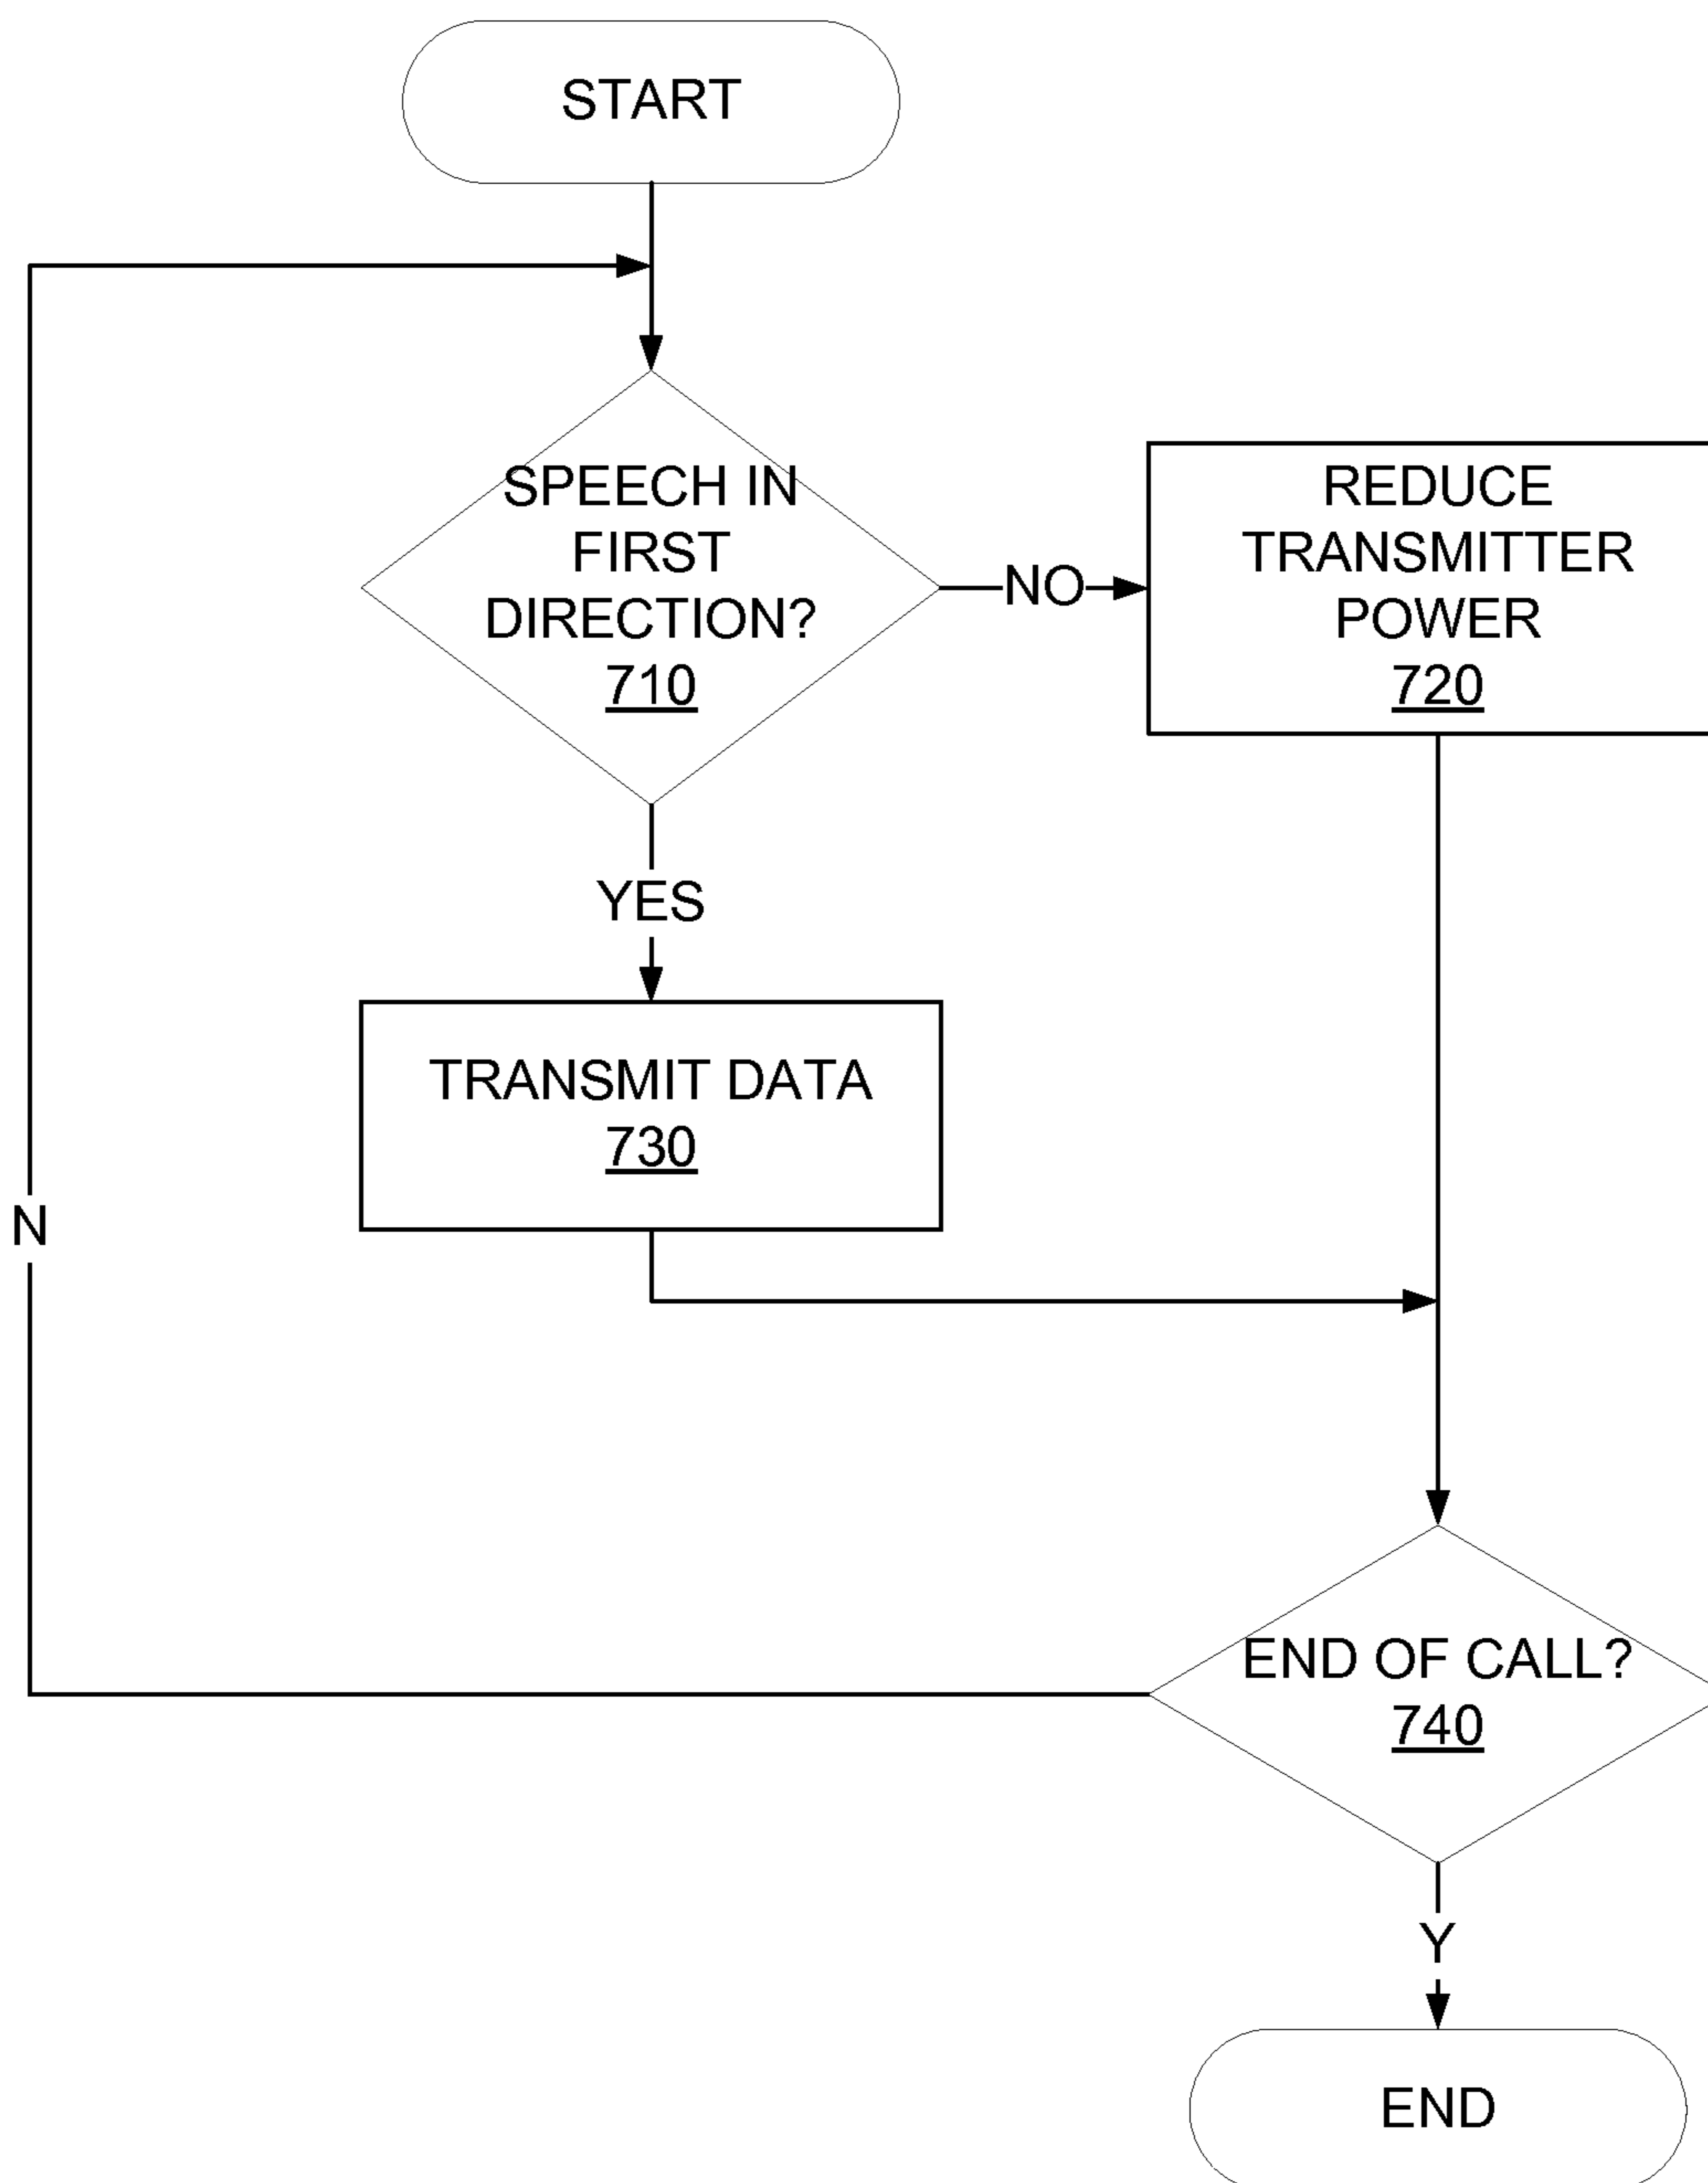 START
SPEECH IN
FIRST
DIRECTION?
710
NO
REDUCE
TRANSMITTER
POWER
720
YES
TRANSMIT DATA
730
N
END OF CALL?
740
Y
END